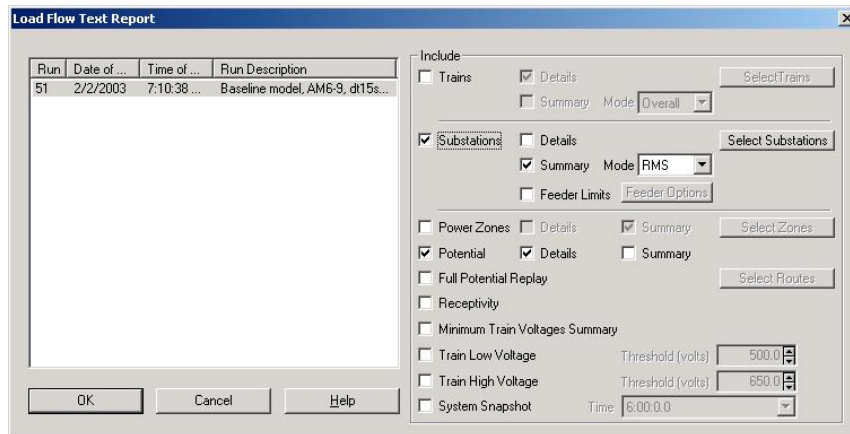 Load Flow Text Report
Run Date of ... Time of ... Run Description
51 2/2/2003 7:10:38 ... Baseline model, AM6-9, dt15s...
OK Cancel Help
Include
Trains Details SelectTrains
Summary Mode Overall
Substations Details Select Substations
Summary Mode RMS
Feeder Limits Feeder Options
Power Zones Details Summary Select Zones
Potential Details Summary
Full Potential Replay Select Routes
Receptivity
Minimum Train Voltages Summary
Train Low Voltage Threshold (volts) 500.0
Train High Voltage Threshold (volts) 650.0
System Snapshot Time 6:00:0.0